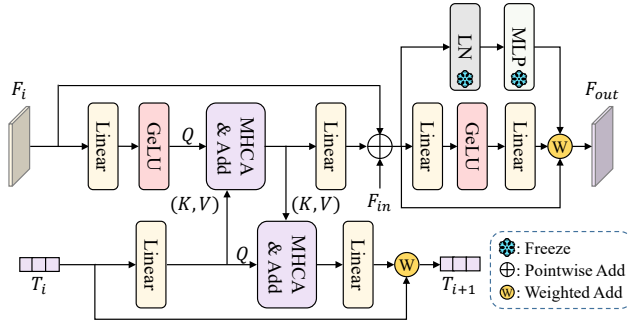 LN
MLP
F_i
F_out
Linear
GeLU
Q
MHCA
& Add
Linear
Linear
GeLU
Linear
W
F_in
(K, V)
(K, V)
Linear
Q
MHCA
& Add
Linear
W
T_i
T_{i+1}
: Freeze
: Pointwise Add
W : Weighted Add